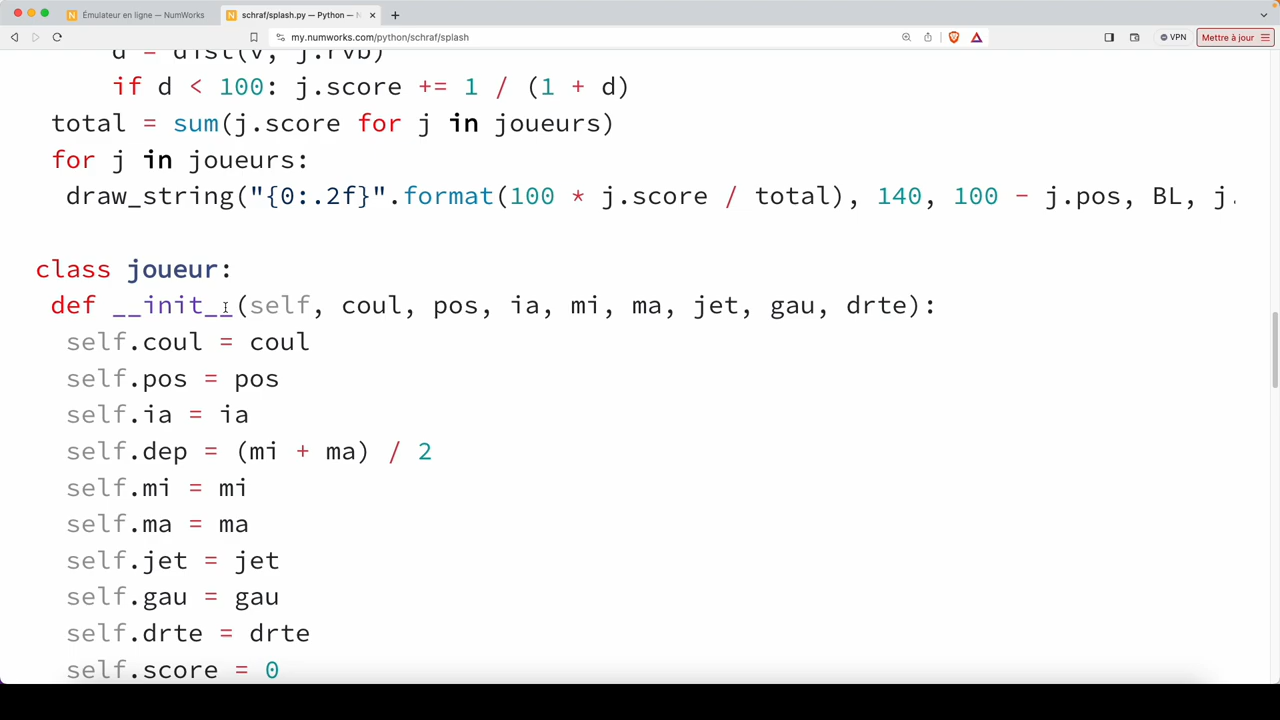 Émulateur en ligne — NumWorks
schraf/splash.py — Python — N
my.numworks.com/python/schraf/splash
VPN
Mettre à jour
d = dist(v, j.rvb)
if d < 100: j.score += 1 / (1 + d)
total = sum(j.score for j in joueurs)
for j in joueurs:
draw_string("{0:.2f}".format(100 * j.score / total), 140, 100 - j.pos, BL, j.
class joueur:
def __init__(self, coul, pos, ia, mi, ma, jet, gau, drte):
self.coul = coul
self.pos = pos
self.ia = ia
self.dep = (mi + ma) / 2
self.mi = mi
self.ma = ma
self.jet = jet
self.gau = gau
self.drte = drte
self.score = 0